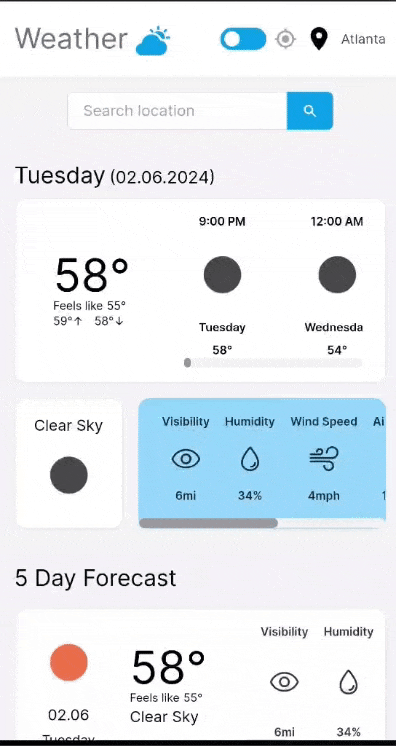 Weather
Atlanta
Search location
Tuesday (02.06.2024)
9:00 PM 12:00 AM
58°
Feels like 55°
59°↑ 58°↓
Tuesday Wednesda
58° 54°
Clear Sky
Visibility Humidity Wind Speed Ai
6mi 34% 4mph 1
5 Day Forecast
Visibility Humidity
58°
Feels like 55°
Clear Sky
02.06
6mi 34%
Tuesday